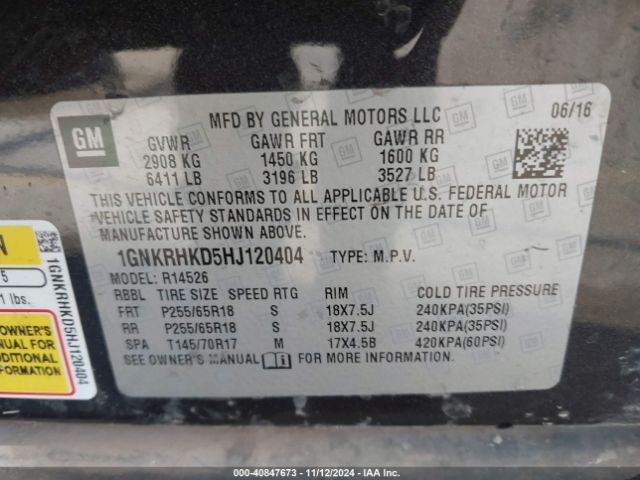 MFD BY GENERAL MOTORS LLC 06/16
GM
GVWR GAWR FRT GAWR RR
2908 KG 1450 KG 1600 KG
6411 LB 3196 LB 3527 LB
THIS VEHICLE CONFORMS TO ALL APPLICABLE U.S. FEDERAL MOTOR
VEHICLE SAFETY STANDARDS IN EFFECT ON THE DATE OF
MANUFACTURE SHOWN ABOVE.
1GNKRHKD5HJ120404 TYPE: M.P.V.
MODEL: R14526
RBBL TIRE SIZE SPEED RTG RIM COLD TIRE PRESSURE
FRT P255/65R18 S 18X7.5J 240KPA(35PSI)
RR P255/65R18 S 18X7.5J 240KPA(35PSI)
SPA T145/70R17 M 17X4.5B 420KPA(60PSI)
SEE OWNER'S MANUAL FOR MORE INFORMATION.
N
5
1 lbs.
OWNER'S
MANUAL FOR
ADDITIONAL
INFORMATION
1GNKRHKD5HJ120404
000-40847673 - 11/12/2024 - IAA Inc.